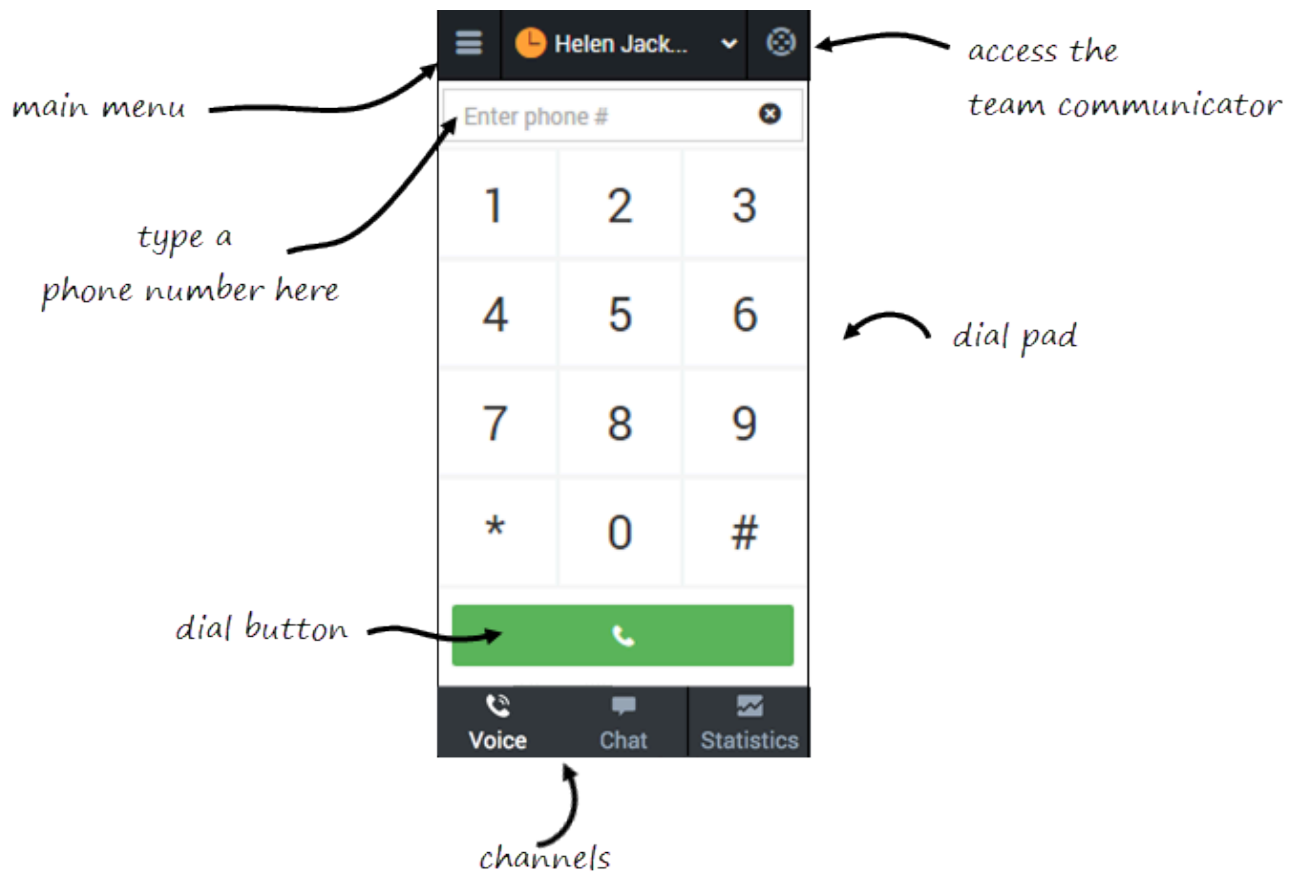 Helen Jack...
access the
team communicator
main menu
Enter phone #
1 2 3
type a
phone number here
4 5 6
dial pad
7 8 9
* 0 #
dial button
Voice Chat Statistics
channels